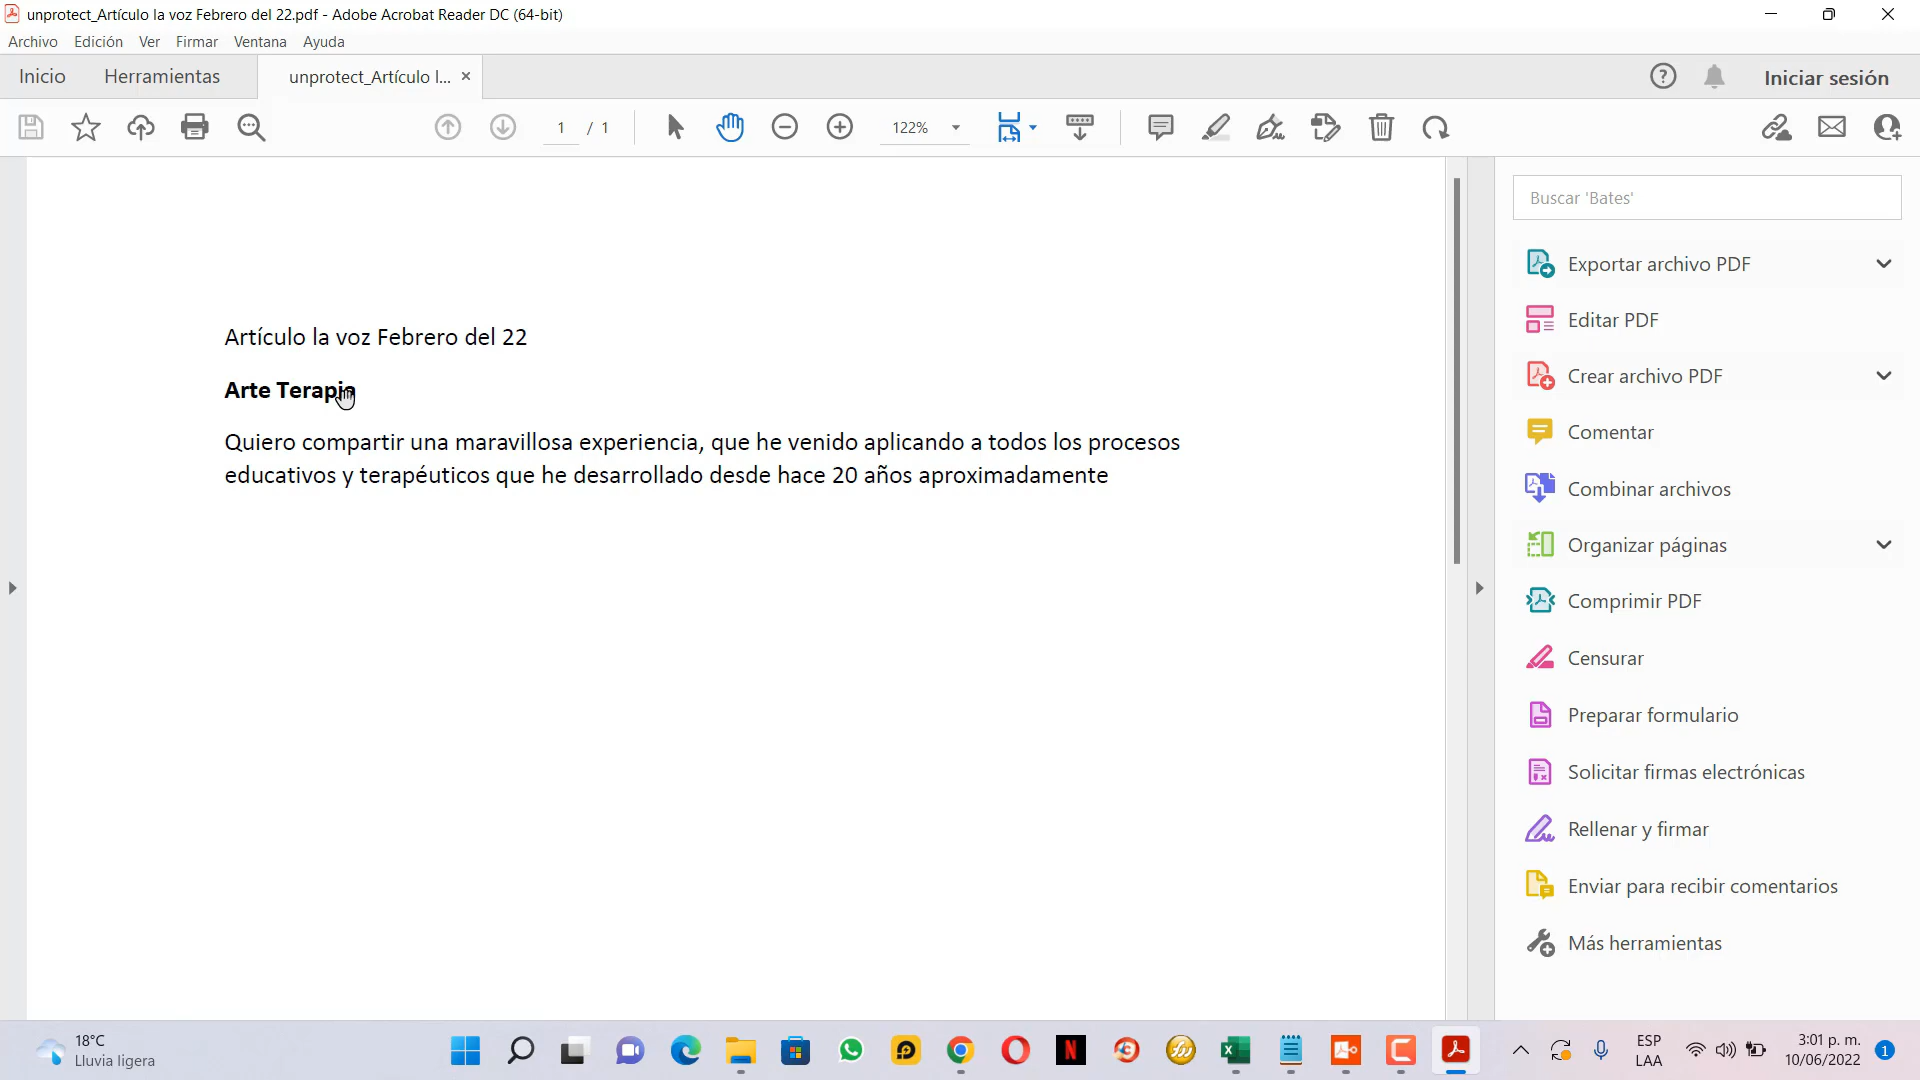 unprotect_Artículo la voz Febrero del 22.pdf - Adobe Acrobat Reader DC (64-bit)
Archivo Edición Ver Firmar Ventana Ayuda
Inicio Herramientas unprotect_Artículo l... Iniciar sesión
1 / 1 122%
Buscar 'Bates'
Exportar archivo PDF
Editar PDF
Crear archivo PDF
Comentar
Combinar archivos
Organizar páginas
Comprimir PDF
Censurar
Preparar formulario
Solicitar firmas electrónicas
Rellenar y firmar
Enviar para recibir comentarios
Más herramientas
Artículo la voz Febrero del 22
Arte Terapia
Quiero compartir una maravillosa experiencia, que he venido aplicando a todos los procesos
educativos y terapéuticos que he desarrollado desde hace 20 años aproximadamente
18°C
Lluvia ligera
ESP
LAA
3:01 p. m.
10/06/2022
1